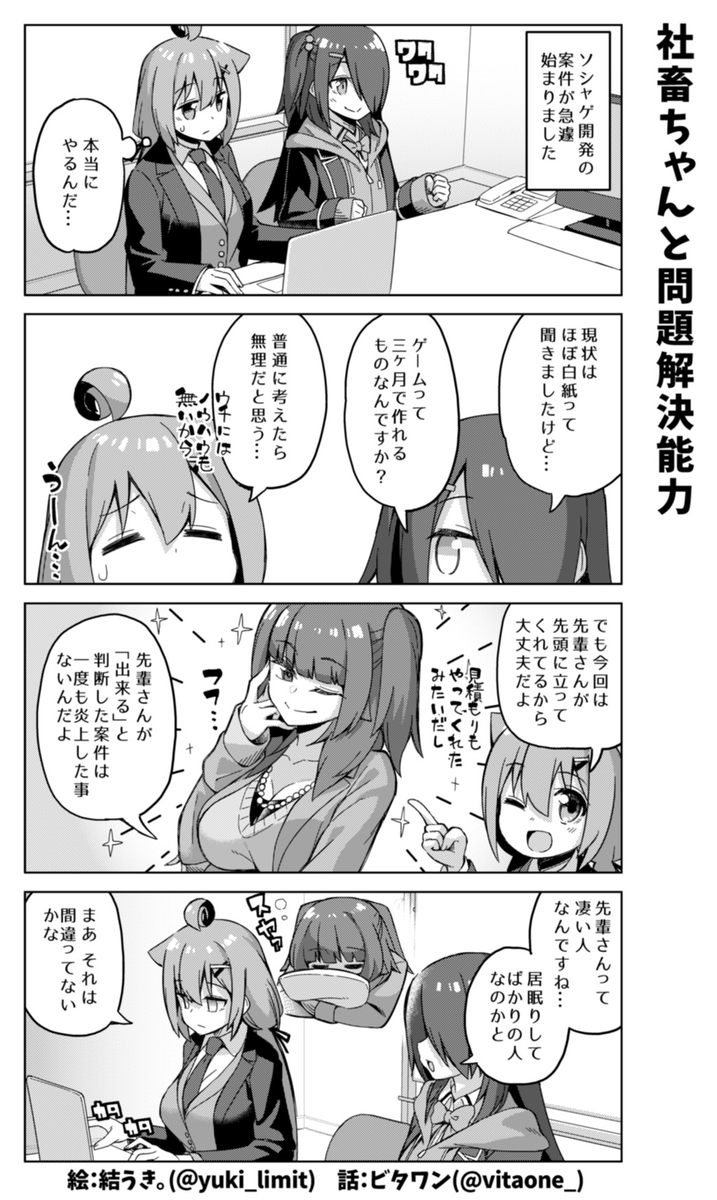 社畜ちゃんと問題解決能力
ソシャゲ開発の
案件が急遽
始まりました
ワク
ワク
本当に
やるんだ…
現状は
ほぼ白紙って
聞きましたけど…
ゲームって
三ヶ月で作れる
ものなんですか？
普通に考えたら
無理だと思う…
ウチには
ノウハウも
無いから
うーん…
でも今回は
先輩さんが
先頭に立って
くれてるから
大丈夫だよ
見積もりも
やってくれた
みたいだし
フフ…
先輩さんが
「出来る」と
判断した案件は
一度も炎上した事
ないんだよ
先輩さんって
凄い人
なんですね…
居眠りして
ばかりの人
なのかと
スヤァ
まあ それは
間違ってない
かな
カタ
カタ
絵:結うき。(@yuki_limit)　話:ビタワン(@vitaone_)